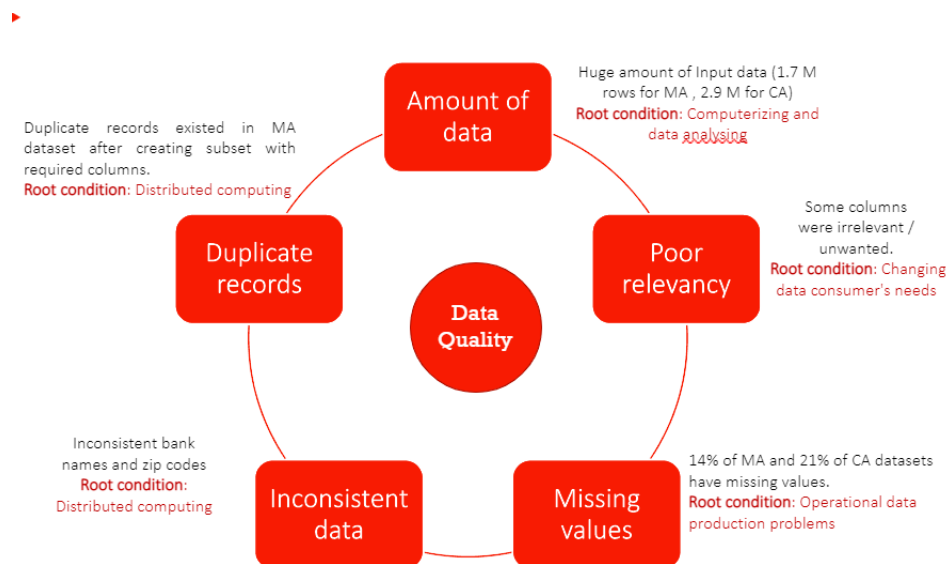 Amount of
data
Huge amount of Input data (1.7 M
rows for MA , 2.9 M for CA)
Root condition: Computerizing and
data analysing
Duplicate records existed in MA
dataset after creating subset with
required columns.
Root condition: Distributed computing
Duplicate
records
Poor
relevancy
Some columns
were irrelevant /
unwanted.
Root condition: Changing
data consumer's needs
Data
Quality
Inconsistent bank
names and zip codes
Root condition:
Distributed computing
Inconsistent
data
Missing
values
14% of MA and 21% of CA datasets
have missing values.
Root condition: Operational data
production problems